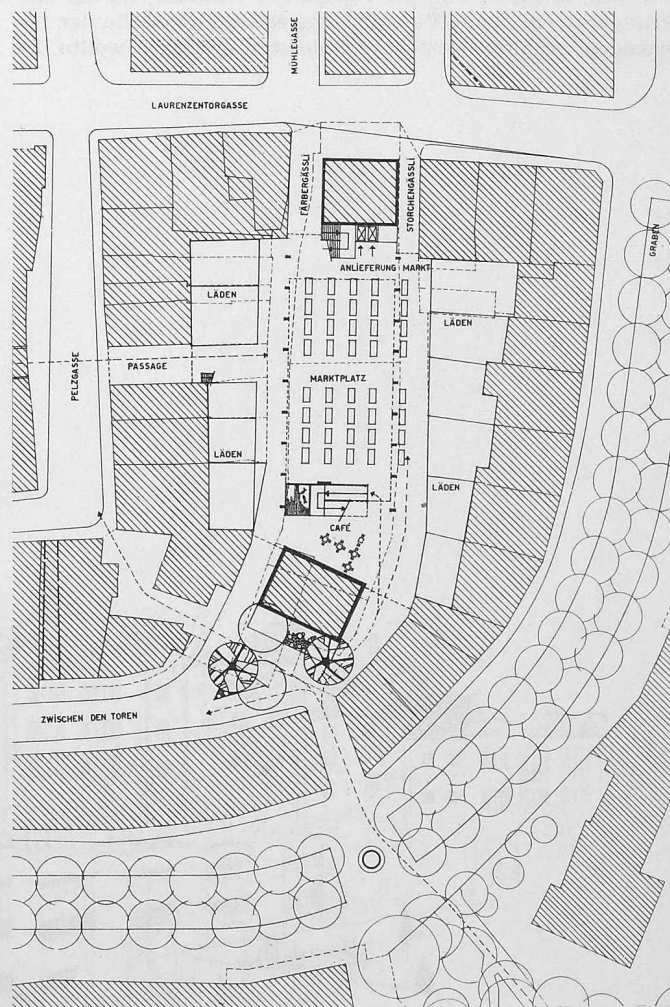 MÜHLEGASSE
LAURENZENTORGASSE
FÄRBERGÄSSLI
STORCHENGÄSSLI
GRABEN
ANLIEFERUNG MARKT
LÄDEN
LÄDEN
PELZGASSE
PASSAGE
MARKTPLATZ
LÄDEN
LÄDEN
CAFÉ
ZWISCHEN DEN TOREN